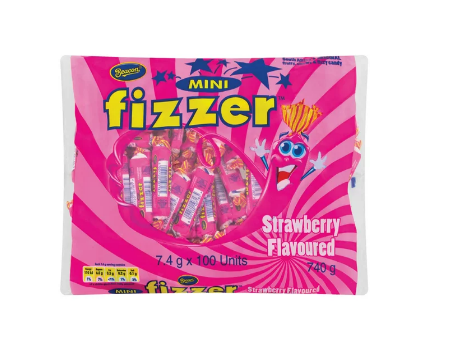 Beacon
MINI
fizzer
Strawberry
Flavoured
7.4 g x 100 Units
740 g
MINI
fizzer
Strawberry Flavoured